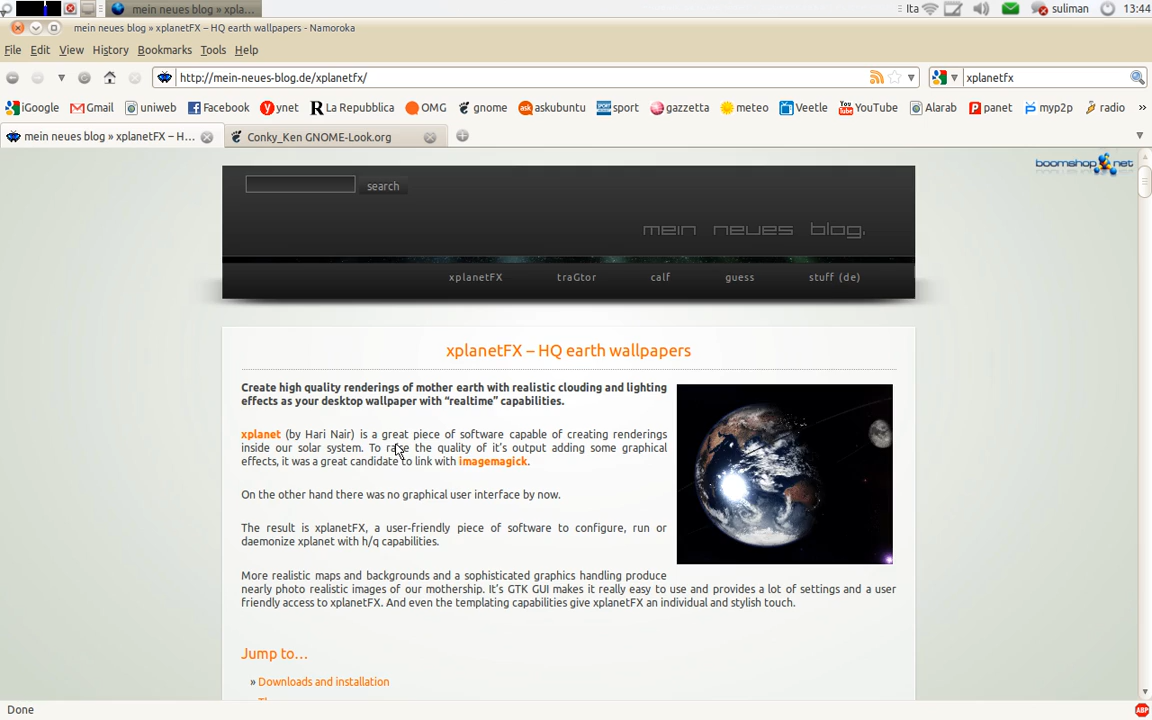 mein neues blog » xpla...
Ita
suliman
13:44
mein neues blog » xplanetFX – HQ earth wallpapers - Namoroka
File Edit View History Bookmarks Tools Help
http://mein-neues-blog.de/xplanetfx/
xplanetfx
iGoogle Gmail uniweb Facebook ynet La Repubblica OMG gnome askubuntu sport gazzetta meteo Veetle YouTube Alarab panet myp2p radio »
mein neues blog » xplanetFX – H...
Conky_Ken GNOME-Look.org
boomshop.net
search
mein neues blog.
xplanetFX traGtor calf guess stuff (de)
xplanetFX – HQ earth wallpapers
Create high quality renderings of mother earth with realistic clouding and lighting
effects as your desktop wallpaper with “realtime” capabilities.
xplanet (by Hari Nair) is a great piece of software capable of creating renderings
inside our solar system. To raise the quality of it’s output adding some graphical
effects, it was a great candidate to link with imagemagick.
On the other hand there was no graphical user interface by now.
The result is xplanetFX, a user-friendly piece of software to configure, run or
daemonize xplanet with h/q capabilities.
More realistic maps and backgrounds and a sophisticated graphics handling produce
nearly photo realistic images of our mothership. It’s GTK GUI makes it really easy to use and provides a lot of settings and a user
friendly access to xplanetFX. And even the templating capabilities give xplanetFX an individual and stylish touch.
Jump to…
» Downloads and installation
Done
ABP